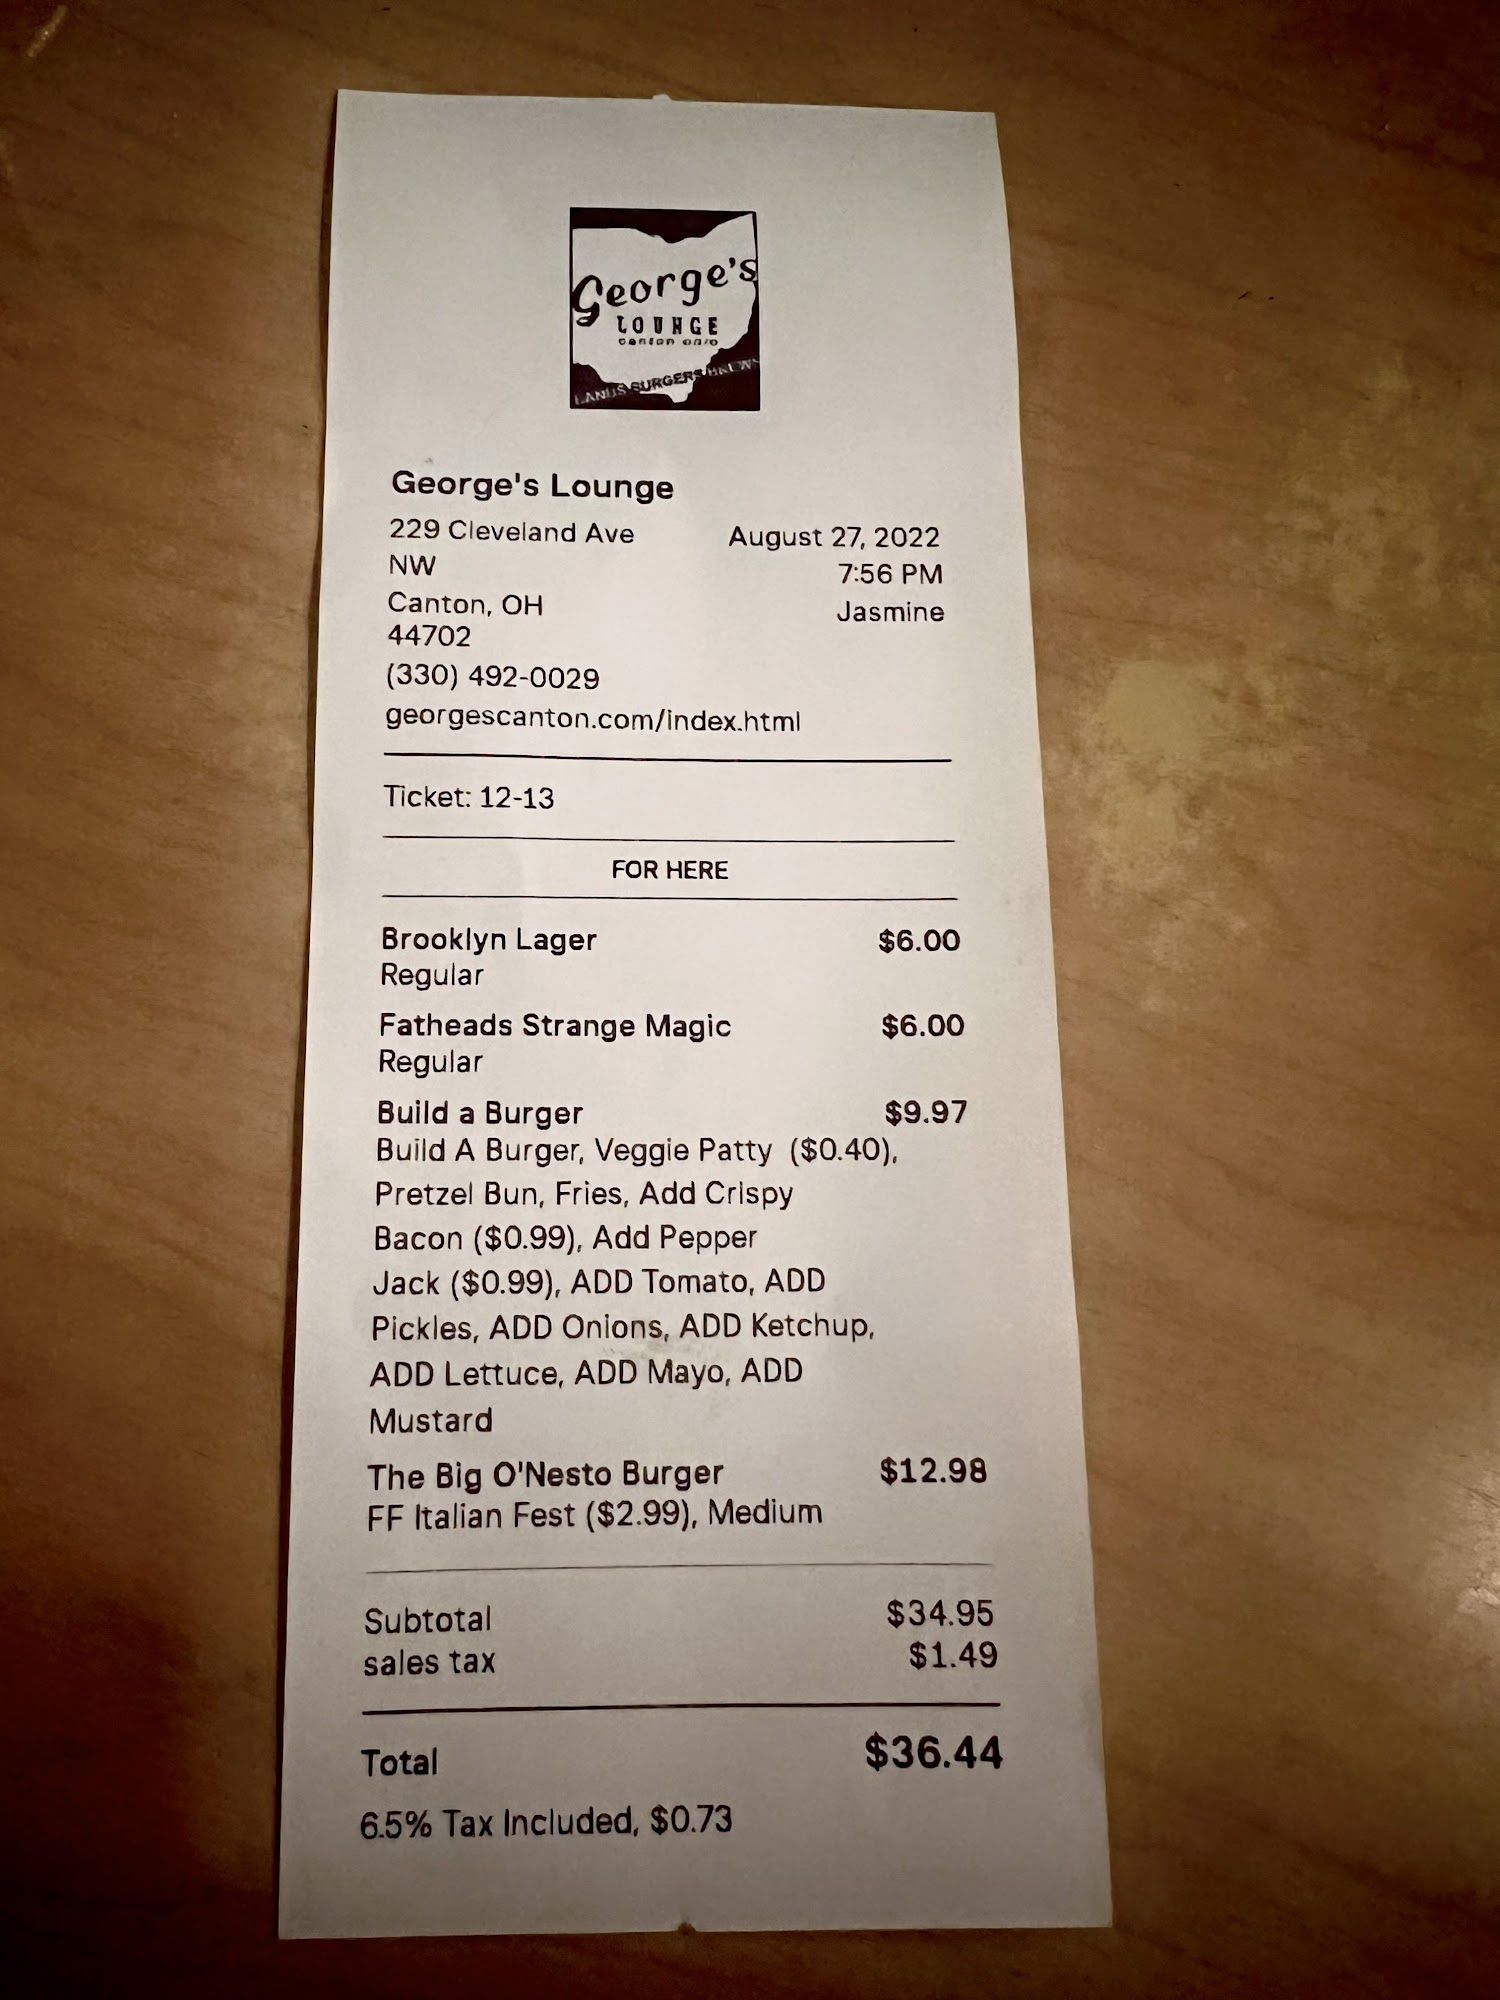 George's
LOUNGE
canton ohio
LANDS BURGERS BREWS
George's Lounge
229 Cleveland Ave
NW
Canton, OH
44702
(330) 492-0029
georgescanton.com/index.html
August 27, 2022
7:56 PM
Jasmine
Ticket: 12-13
FOR HERE
Brooklyn Lager $6.00
Regular
Fatheads Strange Magic $6.00
Regular
Build a Burger $9.97
Build A Burger, Veggie Patty ($0.40),
Pretzel Bun, Fries, Add Crispy
Bacon ($0.99), Add Pepper
Jack ($0.99), ADD Tomato, ADD
Pickles, ADD Onions, ADD Ketchup,
ADD Lettuce, ADD Mayo, ADD
Mustard
The Big O'Nesto Burger $12.98
FF Italian Fest ($2.99), Medium
Subtotal $34.95
sales tax $1.49
Total $36.44
6.5% Tax Included, $0.73